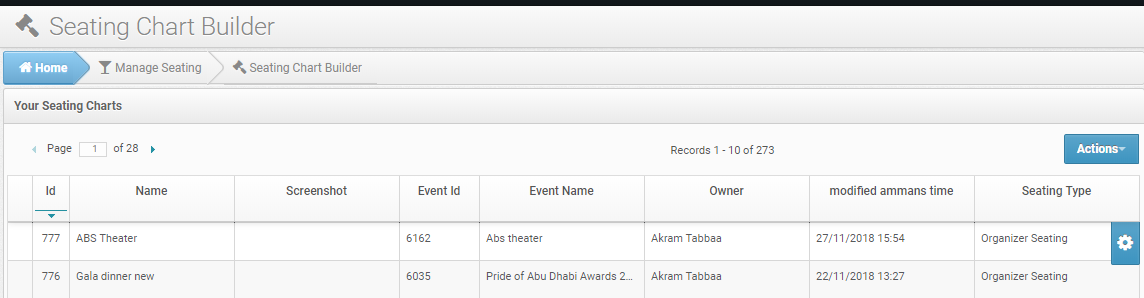 Seating Chart Builder
Home Manage Seating Seating Chart Builder
Your Seating Charts
Page 1 of 28 Records 1 - 10 of 273 Actions
Id Name Screenshot Event Id Event Name Owner modified ammans time Seating Type
777 ABS Theater 6162 Abs theater Akram Tabbaa 27/11/2018 15:54 Organizer Seating
776 Gala dinner new 6035 Pride of Abu Dhabi Awards 2... Akram Tabbaa 22/11/2018 13:27 Organizer Seating